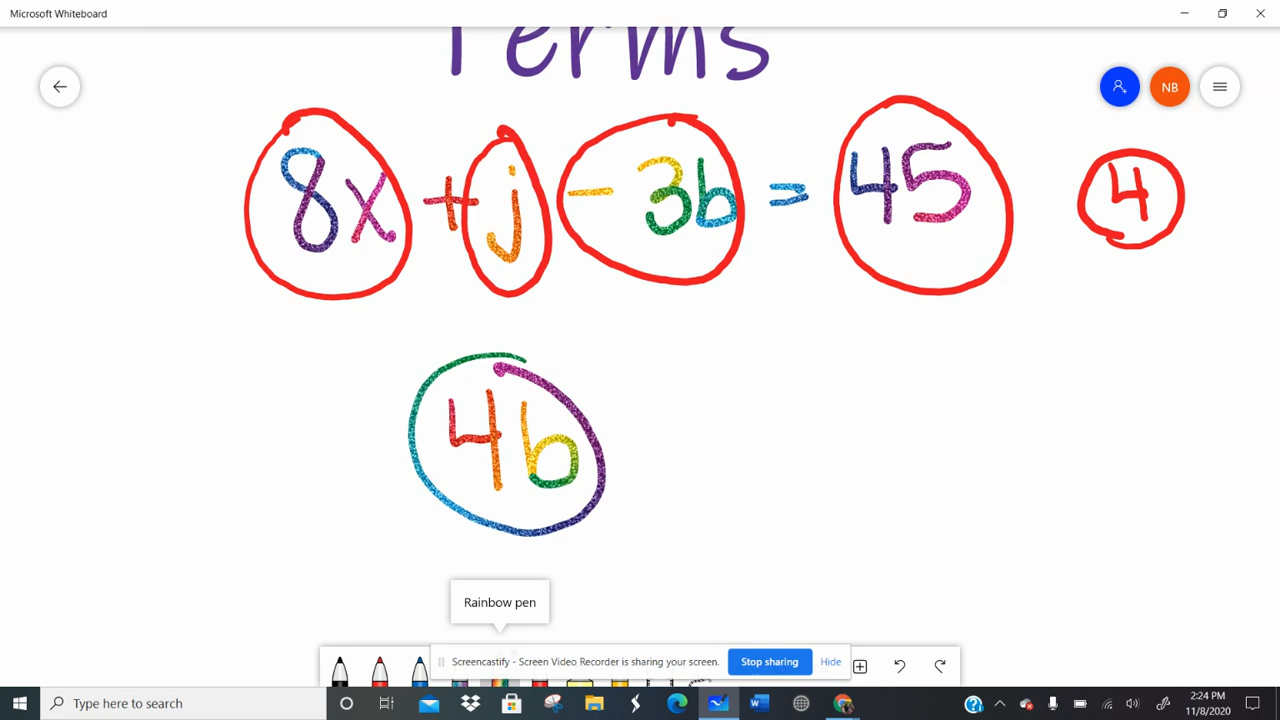 Microsoft Whiteboard
Terms
NB
8x + j - 3b = 45 4
4b
Rainbow pen
Screencastify - Screen Video Recorder is sharing your screen. Stop sharing Hide
Type here to search
2:24 PM
11/8/2020